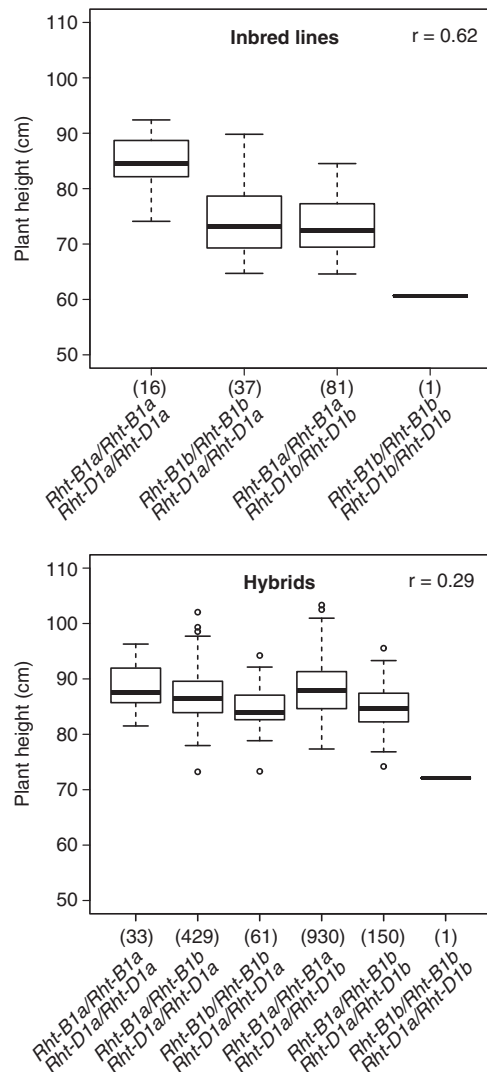 Inbred lines
r = 0.62
Plant height (cm)
110
100
90
80
70
60
50
(16)
(37)
(81)
(1)
Rht-B1a/Rht-B1a
Rht-D1a/Rht-D1a
Rht-B1b/Rht-B1b
Rht-D1a/Rht-D1a
Rht-B1a/Rht-B1a
Rht-D1b/Rht-D1b
Rht-B1b/Rht-B1b
Rht-D1b/Rht-D1b
Hybrids
r = 0.29
Plant height (cm)
110
100
90
80
70
60
50
(33)
(429)
(61)
(930)
(150)
(1)
Rht-B1a/Rht-B1a
Rht-D1a/Rht-D1a
Rht-B1a/Rht-B1b
Rht-D1a/Rht-D1a
Rht-B1b/Rht-B1b
Rht-D1a/Rht-D1a
Rht-B1a/Rht-B1a
Rht-D1a/Rht-D1b
Rht-B1a/Rht-B1b
Rht-D1a/Rht-D1b
Rht-B1b/Rht-B1b
Rht-D1a/Rht-D1b